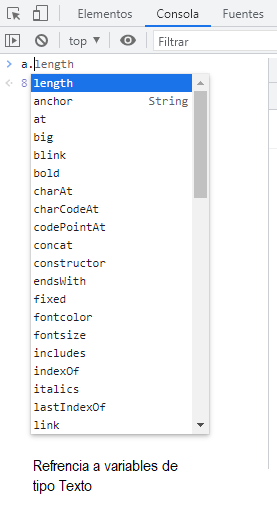 Elementos Consola Fuentes
top Filtrar
a.length
8
length
anchor String
at
big
blink
bold
charAt
charCodeAt
codePointAt
concat
constructor
endsWith
fixed
fontcolor
fontsize
includes
indexOf
italics
lastIndexOf
link
Refrencia a variables de
tipo Texto